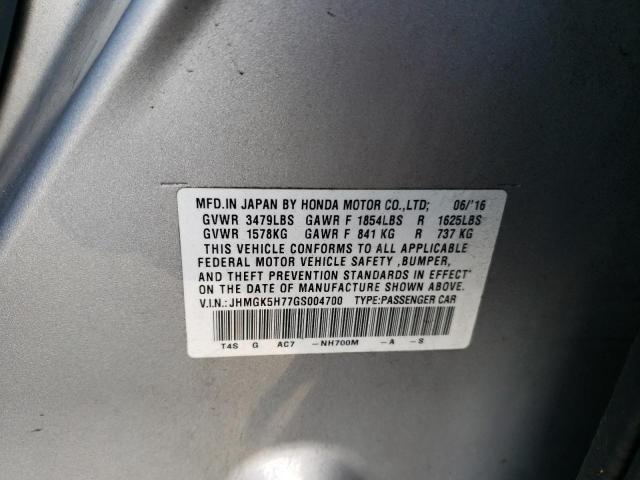 MFD.IN JAPAN BY HONDA MOTOR CO.,LTD; 06/'16
GVWR 3479LBS GAWR F 1854LBS R 1625LBS
GVWR 1578KG GAWR F 841 KG R 737 KG
THIS VEHICLE CONFORMS TO ALL APPLICABLE
FEDERAL MOTOR VEHICLE SAFETY ,BUMPER,
AND THEFT PREVENTION STANDARDS IN EFFECT
ON THE DATE OF MANUFACTURE SHOWN ABOVE.
V.I.N.:JHMGK5H77GS004700 TYPE:PASSENGER CAR
T4S G AC7 -NH700M -A -S